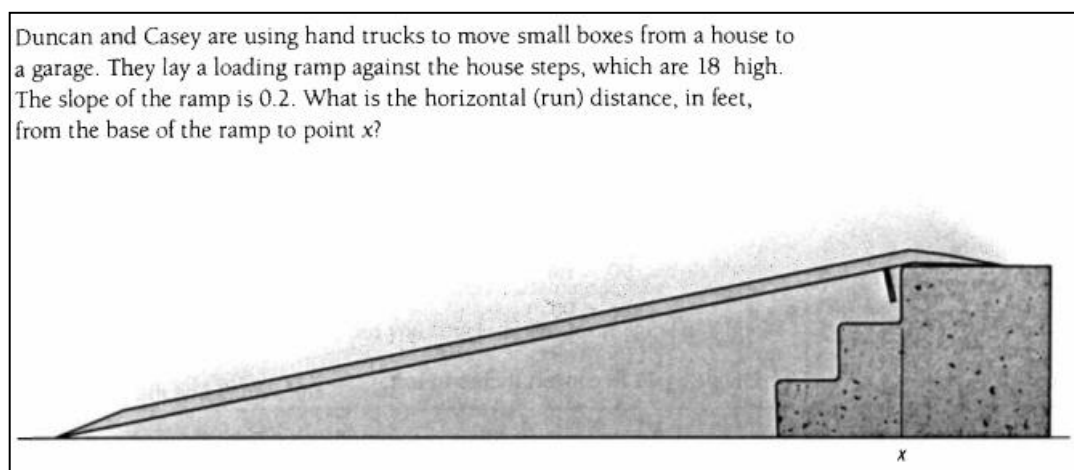 Duncan and Casey are using hand trucks to move small boxes from a house to
a garage. They lay a loading ramp against the house steps, which are 18 high.
The slope of the ramp is 0.2. What is the horizontal (run) distance, in feet,
from the base of the ramp to point x?
x